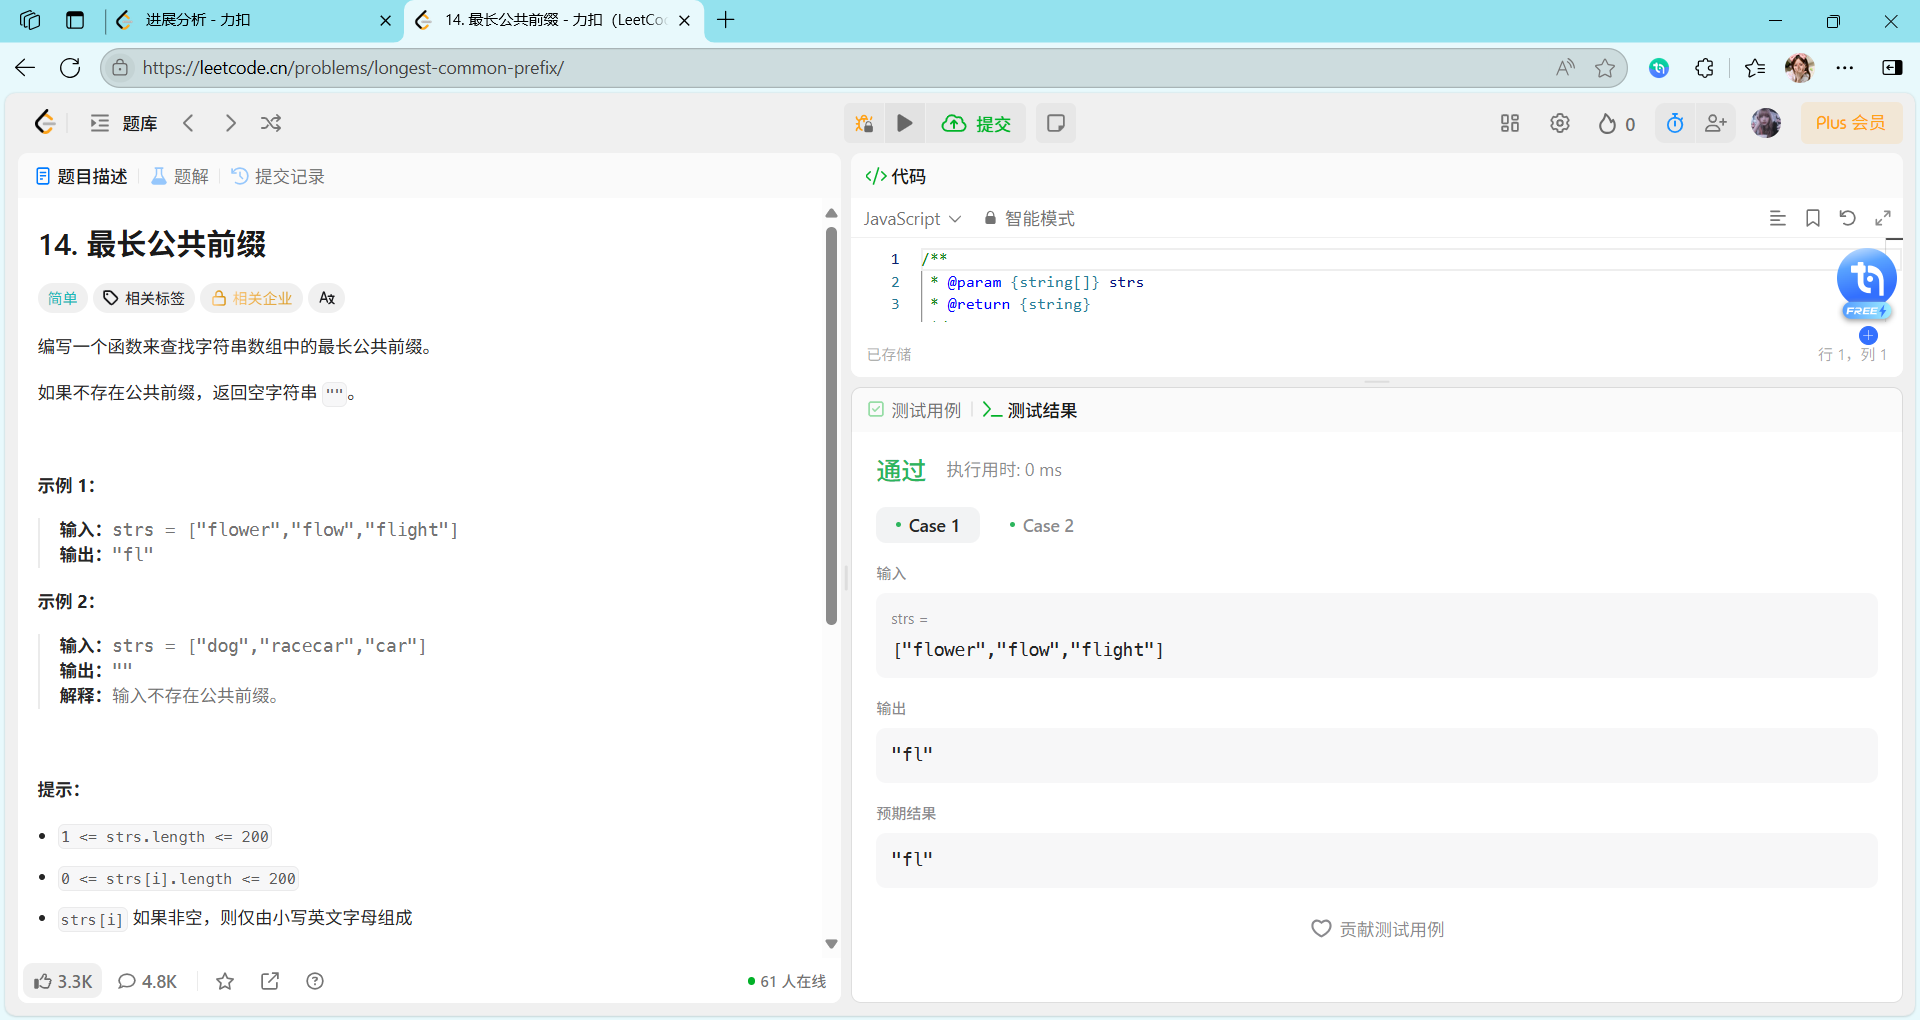 进展分析 - 力扣
14. 最长公共前缀 - 力扣 (LeetCo
https://leetcode.cn/problems/longest-common-prefix/
题库
提交
0
Plus 会员
题目描述
题解
提交记录
14. 最长公共前缀
简单
相关标签
相关企业
编写一个函数来查找字符串数组中的最长公共前缀。
如果不存在公共前缀，返回空字符串 ""。
示例 1：
输入：strs = ["flower","flow","flight"]
输出："fl"
示例 2：
输入：strs = ["dog","racecar","car"]
输出：""
解释：输入不存在公共前缀。
提示：
• 1 <= strs.length <= 200
• 0 <= strs[i].length <= 200
• strs[i] 如果非空，则仅由小写英文字母组成
3.3K
4.8K
61 人在线
</> 代码
JavaScript
智能模式
1 /**
2 * @param {string[]} strs
3 * @return {string}
FREE
已存储
行 1，列 1
测试用例
测试结果
通过
执行用时: 0 ms
• Case 1
• Case 2
输入
strs =
["flower","flow","flight"]
输出
"fl"
预期结果
"fl"
贡献测试用例